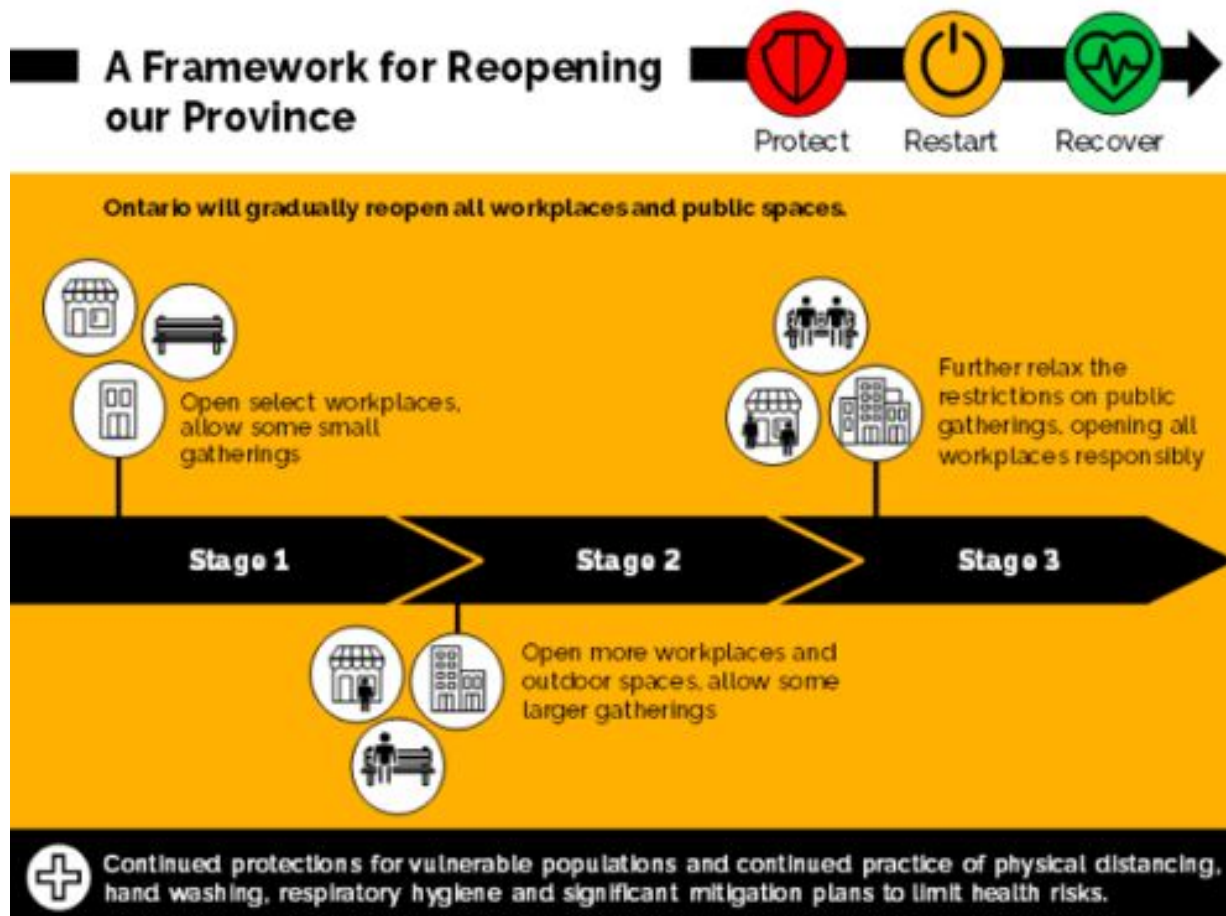 A Framework for Reopening
our Province
Protect
Restart
Recover
Ontario will gradually reopen all workplaces and public spaces.
Open select workplaces,
allow some small
gatherings
Further relax the
restrictions on public
gatherings, opening all
workplaces responsibly
Stage 1
Stage 2
Stage 3
Open more workplaces and
outdoor spaces, allow some
larger gatherings
Continued protections for vulnerable populations and continued practice of physical distancing,
hand washing, respiratory hygiene and significant mitigation plans to limit health risks.